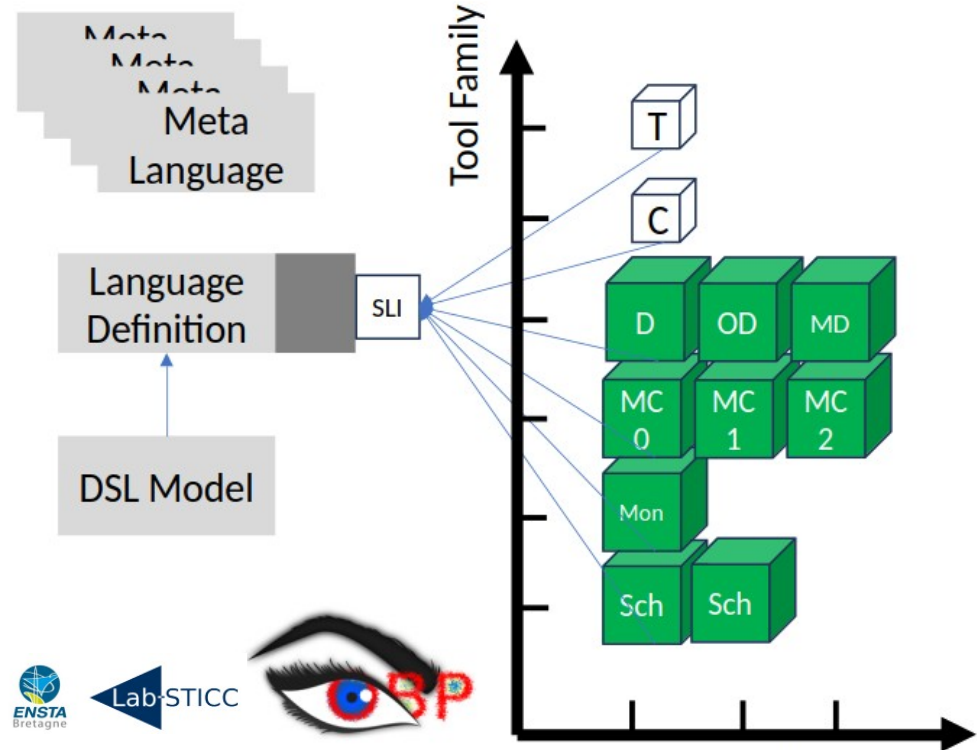 Meta
Meta
Meta
Meta
Language
Language
Definition
SLI
DSL Model
Tool Family
T
C
D
OD
MD
MC
0
MC
1
MC
2
Mon
Sch
Sch
ENSTA
Bretagne
Lab-STICC
BP